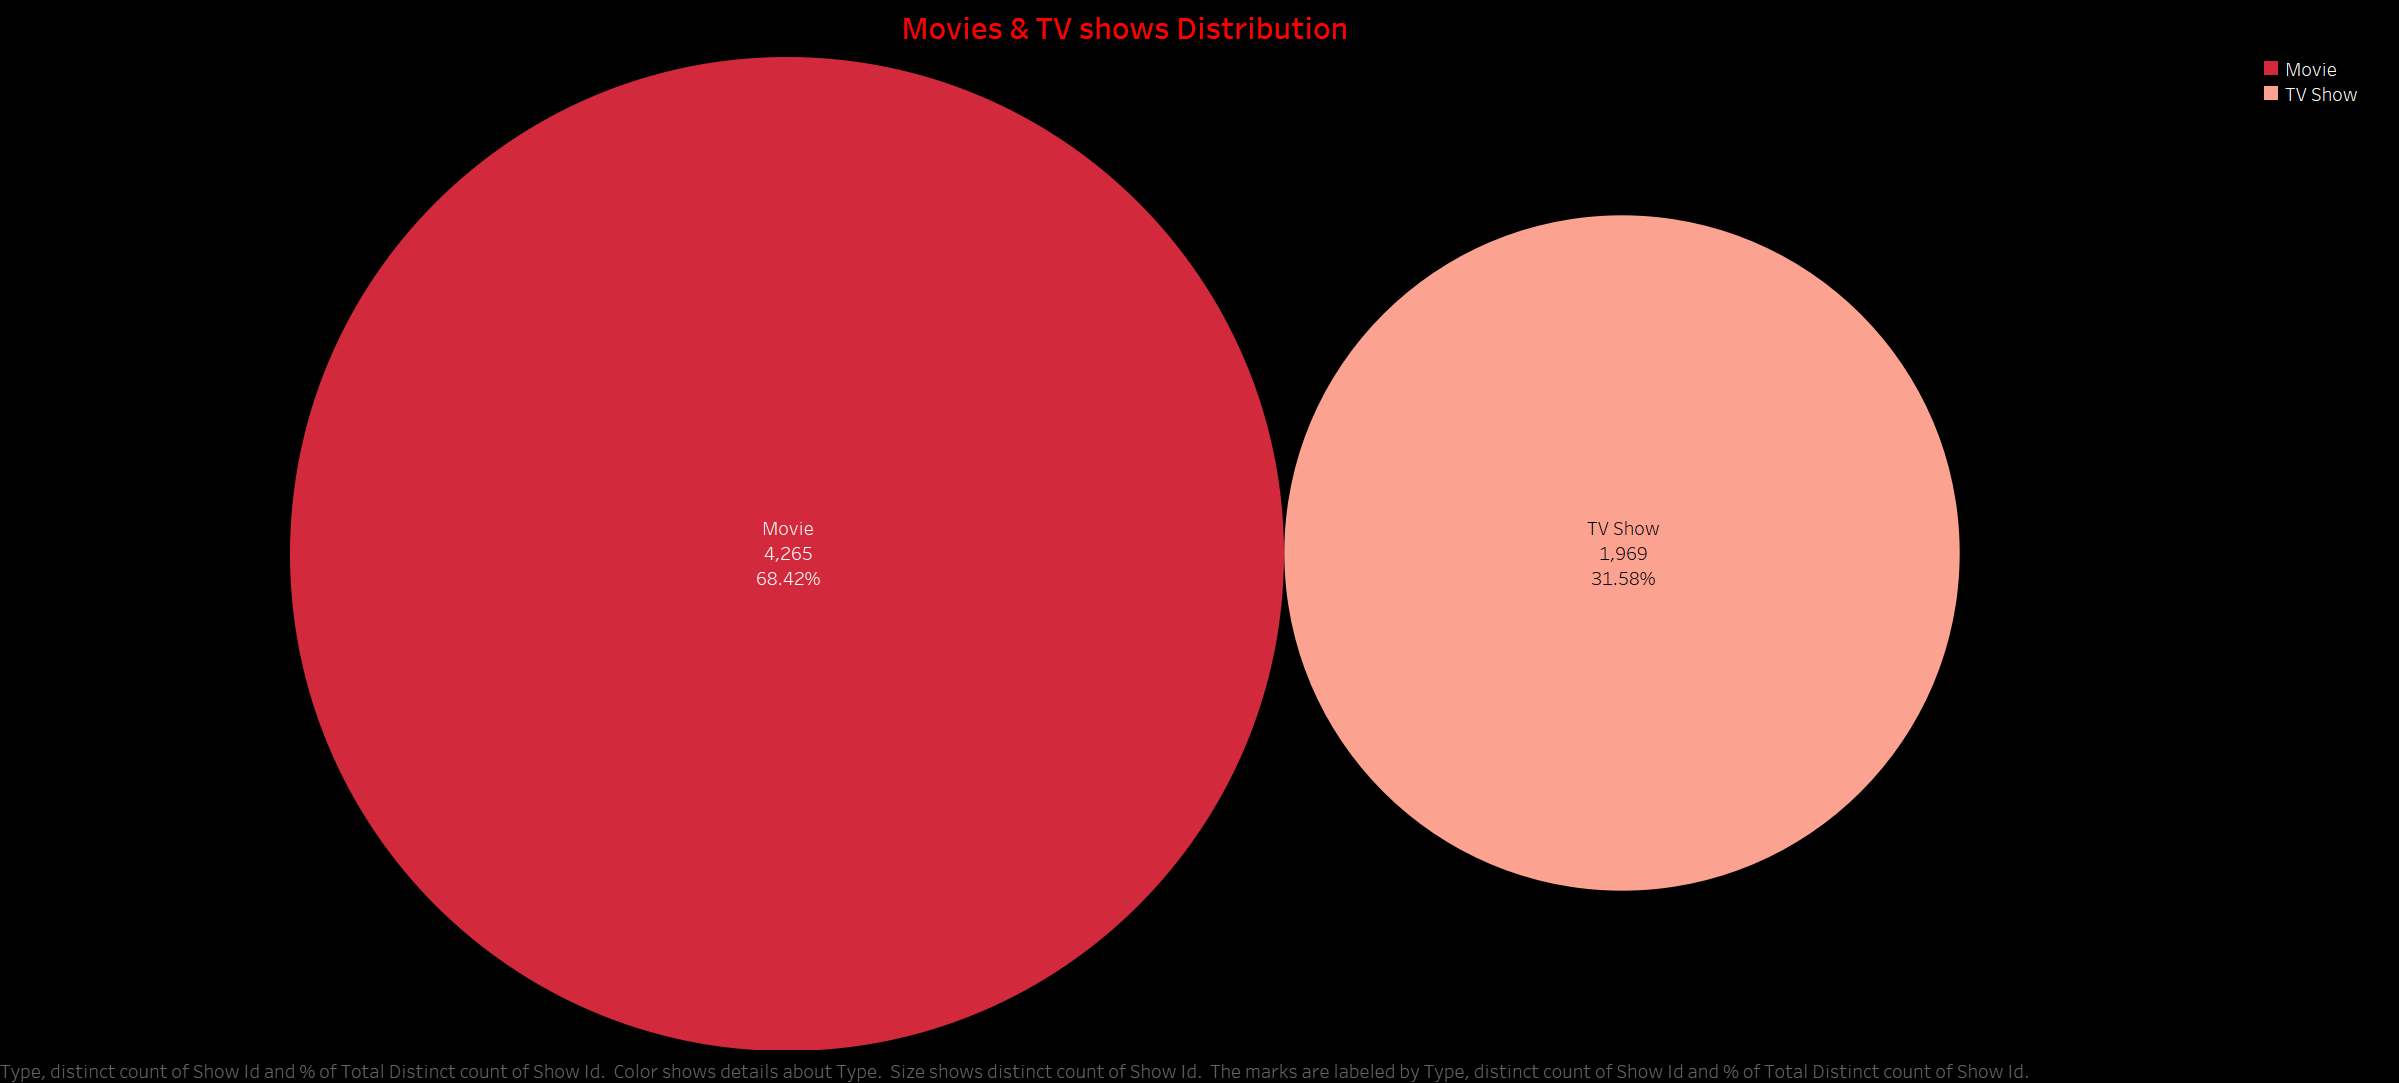 Movies & TV shows Distribution
Movie
TV Show
Movie
4,265
68.42%
TV Show
1,969
31.58%
Type, distinct count of Show Id and % of Total Distinct count of Show Id.  Color shows details about Type.  Size shows distinct count of Show Id.  The marks are labeled by Type, distinct count of Show Id and % of Total Distinct count of Show Id.